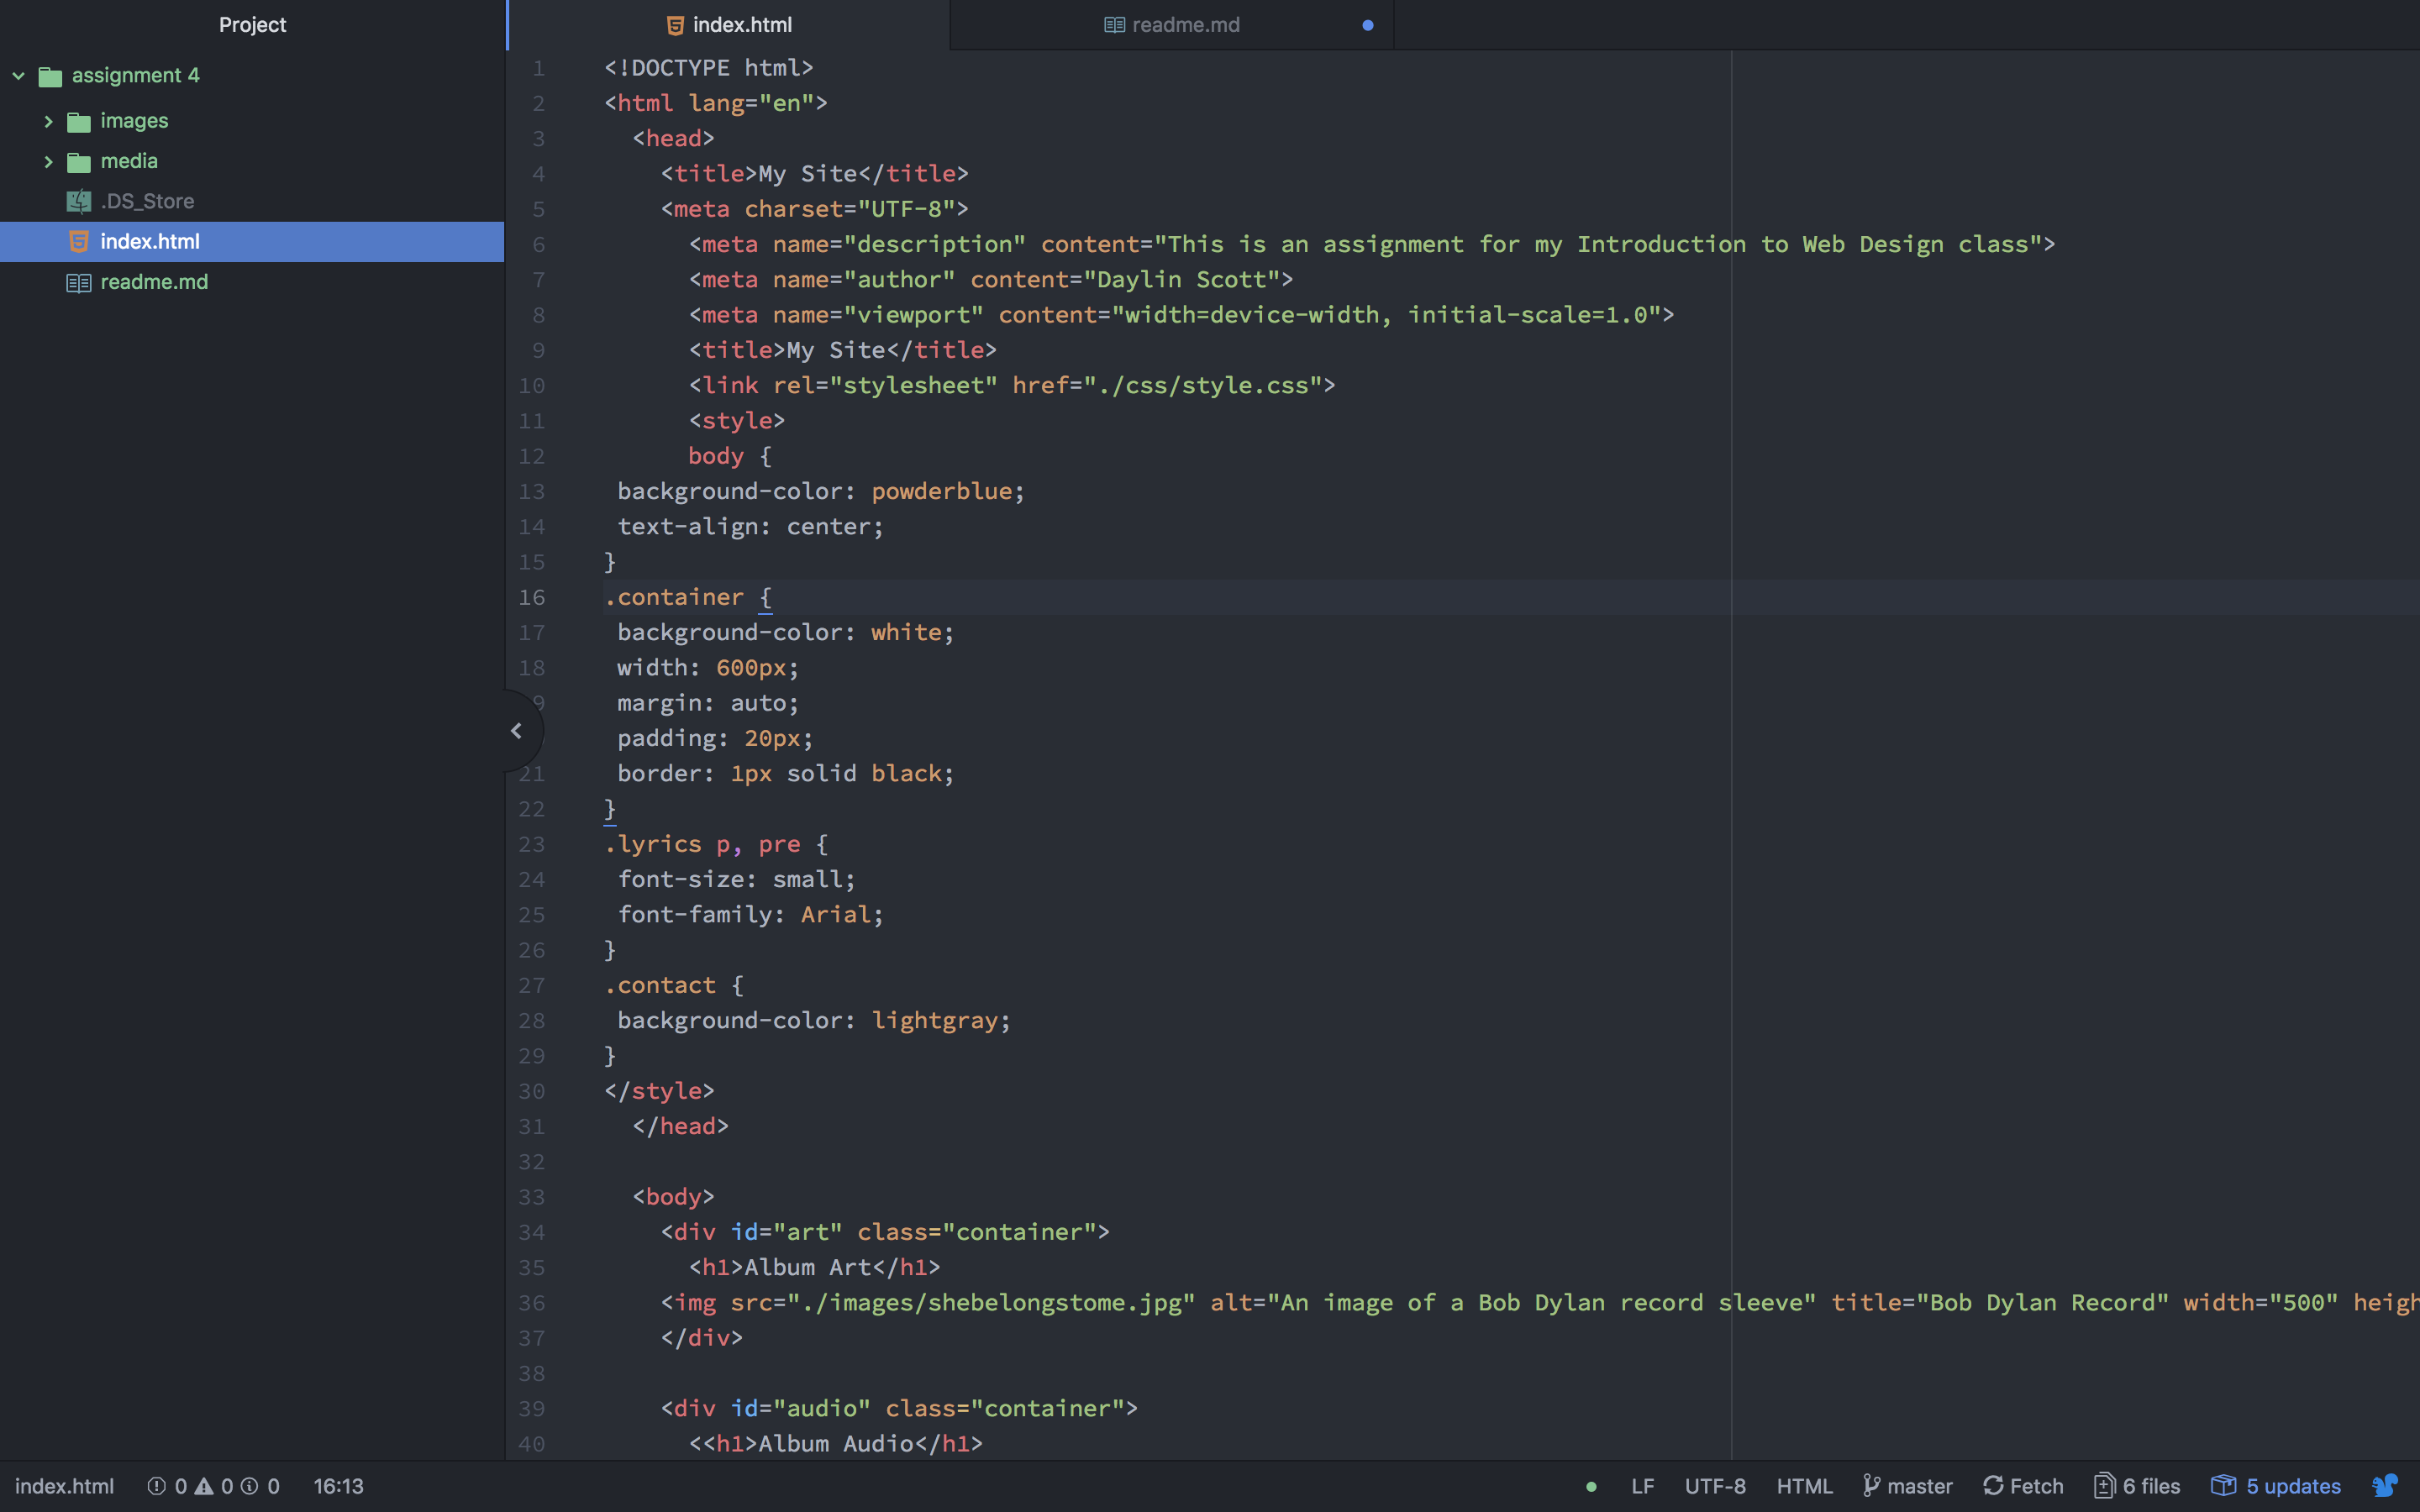 Project
assignment 4
images
media
.DS_Store
index.html
readme.md
index.html
readme.md
1 <!DOCTYPE html>
2 <html lang="en">
3 <head>
4 <title>My Site</title>
5 <meta charset="UTF-8">
6 <meta name="description" content="This is an assignment for my Introduction to Web Design class">
7 <meta name="author" content="Daylin Scott">
8 <meta name="viewport" content="width=device-width, initial-scale=1.0">
9 <title>My Site</title>
10 <link rel="stylesheet" href="./css/style.css">
11 <style>
12 body {
13 background-color: powderblue;
14 text-align: center;
15 }
16 .container {
17 background-color: white;
18 width: 600px;
9 margin: auto;
padding: 20px;
21 border: 1px solid black;
22 }
23 .lyrics p, pre {
24 font-size: small;
25 font-family: Arial;
26 }
27 .contact {
28 background-color: lightgray;
29 }
30 </style>
31 </head>
32
33 <body>
34 <div id="art" class="container">
35 <h1>Album Art</h1>
36 <img src="./images/shebelongstome.jpg" alt="An image of a Bob Dylan record sleeve" title="Bob Dylan Record" width="500" heigh
37 </div>
38
39 <div id="audio" class="container">
40 <<h1>Album Audio</h1>
index.html 0 0 0 16:13 LF UTF-8 HTML master Fetch 6 files 5 updates